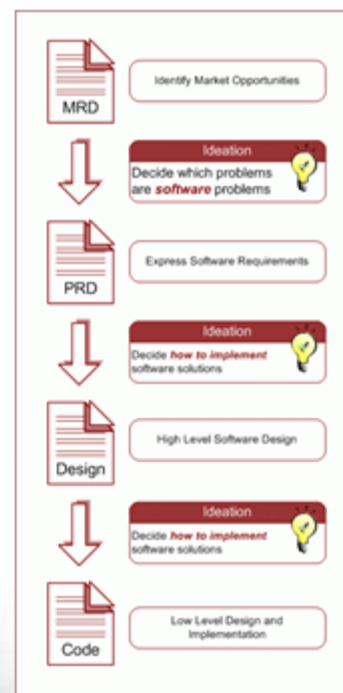 MRD
Identify Market Opportunities
Ideation
Decide which problems
are software problems
PRD
Express Software Requirements
Ideation
Decide how to implement
software solutions
Design
High Level Software Design
Ideation
Decide how to implement
software solutions
Code
Low Level Design and
Implementation